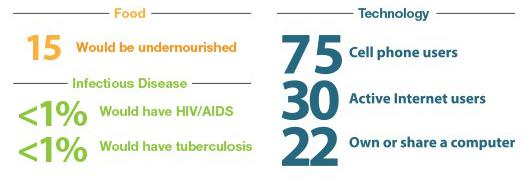 Food
15 Would be undernourished
Infectious Disease
<1% Would have HIV/AIDS
<1% Would have tuberculosis
Technology
75 Cell phone users
30 Active Internet users
22 Own or share a computer